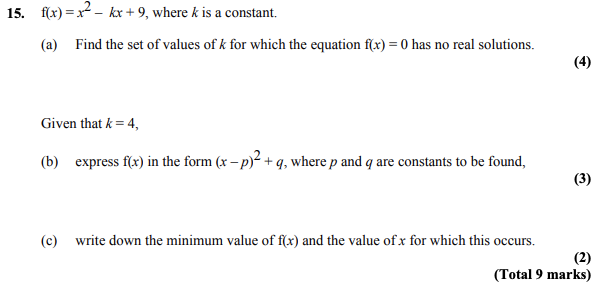 15. f(x) = x² – kx + 9, where k is a constant.
(a) Find the set of values of k for which the equation f(x) = 0 has no real solutions.
(4)
Given that k = 4,
(b) express f(x) in the form (x – p)² + q, where p and q are constants to be found,
(3)
(c) write down the minimum value of f(x) and the value of x for which this occurs.
(2)
(Total 9 marks)